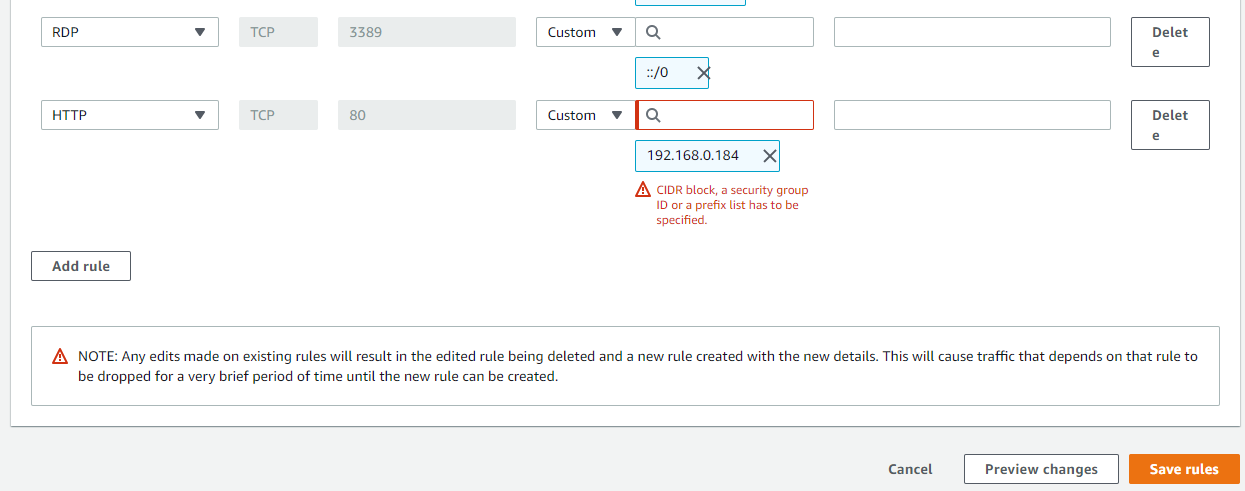 RDP TCP 3389 Custom
Delet
e
::/0
HTTP TCP 80 Custom
Delet
e
192.168.0.184
CIDR block, a security group
ID or a prefix list has to be
specified.
Add rule
NOTE: Any edits made on existing rules will result in the edited rule being deleted and a new rule created with the new details. This will cause traffic that depends on that rule to
be dropped for a very brief period of time until the new rule can be created.
Cancel Preview changes Save rules